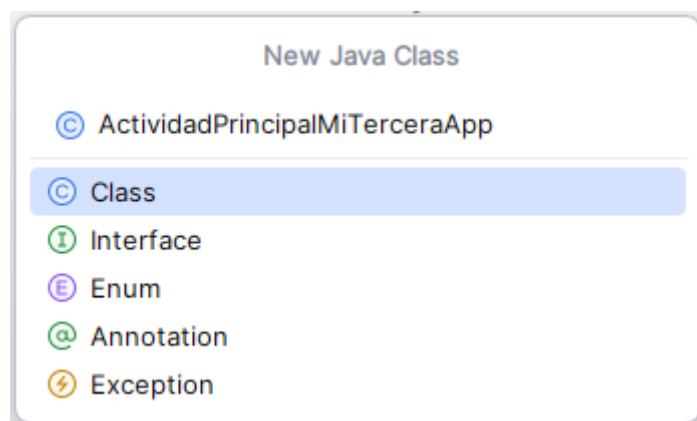 New Java Class
© ActividadPrincipalMiTerceraApp
© Class
Ⓘ Interface
Ⓔ Enum
@ Annotation
Exception